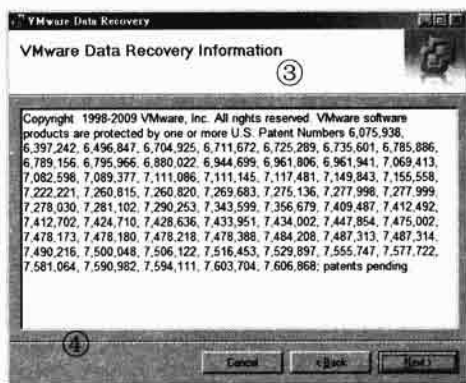 VMware Data Recovery
VMware Data Recovery Information
③
Copyright 1998-2009 VMware, Inc. All rights reserved. VMware software
products are protected by one or more U.S. Patent Numbers 6,075,938,
6,397,242, 6,496,847, 6,704,925, 6,711,672, 6,725,289, 6,735,601, 6,785,886,
6,789,156, 6,795,966, 6,880,022, 6,944,699, 6,961,806, 6,961,941, 7,069,413,
7,082,598, 7,089,377, 7,111,086, 7,111,145, 7,117,481, 7,149,843, 7,155,558,
7,222,221, 7,260,815, 7,260,820, 7,269,683, 7,275,136, 7,277,998, 7,277,999,
7,278,030, 7,281,102, 7,290,253, 7,343,599, 7,356,679, 7,409,487, 7,412,492,
7,412,702, 7,424,710, 7,428,636, 7,433,951, 7,434,002, 7,447,854, 7,475,002,
7,478,173, 7,478,180, 7,478,218, 7,478,388, 7,484,208, 7,487,313, 7,487,314,
7,490,216, 7,500,048, 7,506,122, 7,516,453, 7,529,897, 7,555,747, 7,577,722,
7,581,064, 7,590,982, 7,594,111, 7,603,704, 7,606,868; patents pending
④
Cancel
< Back
Next >